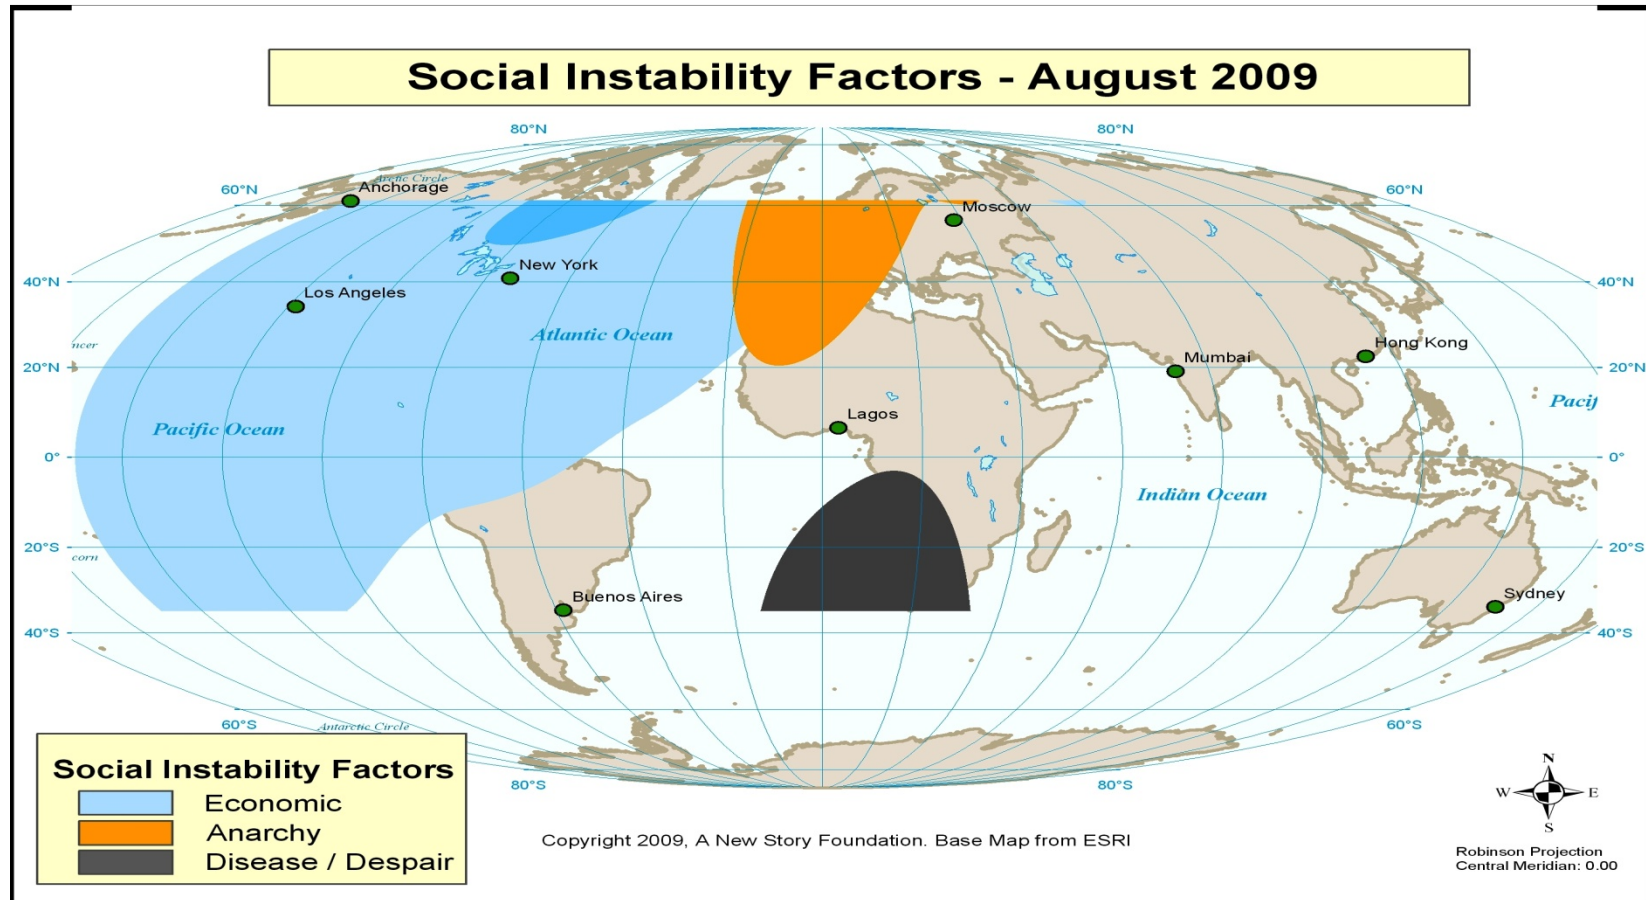 Social Instability Factors - August 2009
80°N
80°N
Arctic Circle
60°N
Anchorage
60°N
Moscow
New York
40°N
Los Angeles
40°N
Atlantic Ocean
ncer
Hong Kong
Mumbai
20°N
20°N
Pacif
Lagos
Pacific Ocean
0°
0°
Indian Ocean
20°S
20°S
corn
Buenos Aires
Sydney
40°S
40°S
60°S
Antarctic Circle
60°S
80°S
80°S
Social Instability Factors
Economic
Anarchy
Disease / Despair
Copyright 2009, A New Story Foundation. Base Map from ESRI
N
W E
S
Robinson Projection
Central Meridian: 0.00